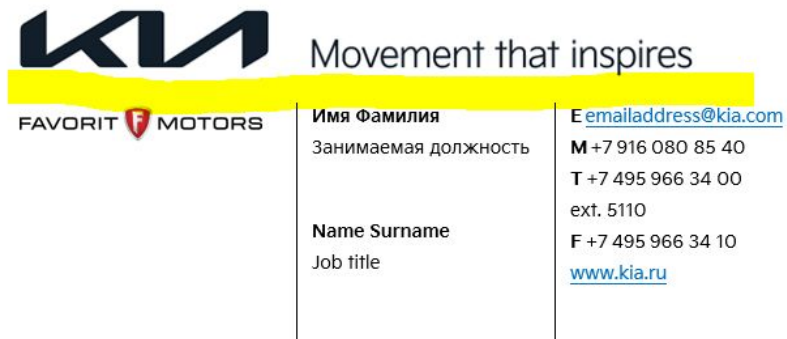 KIA Movement that inspires
FAVORIT F MOTORS
Имя Фамилия
Занимаемая должность
Name Surname
Job title
E emailaddress@kia.com
M +7 916 080 85 40
T +7 495 966 34 00
ext. 5110
F +7 495 966 34 10
www.kia.ru